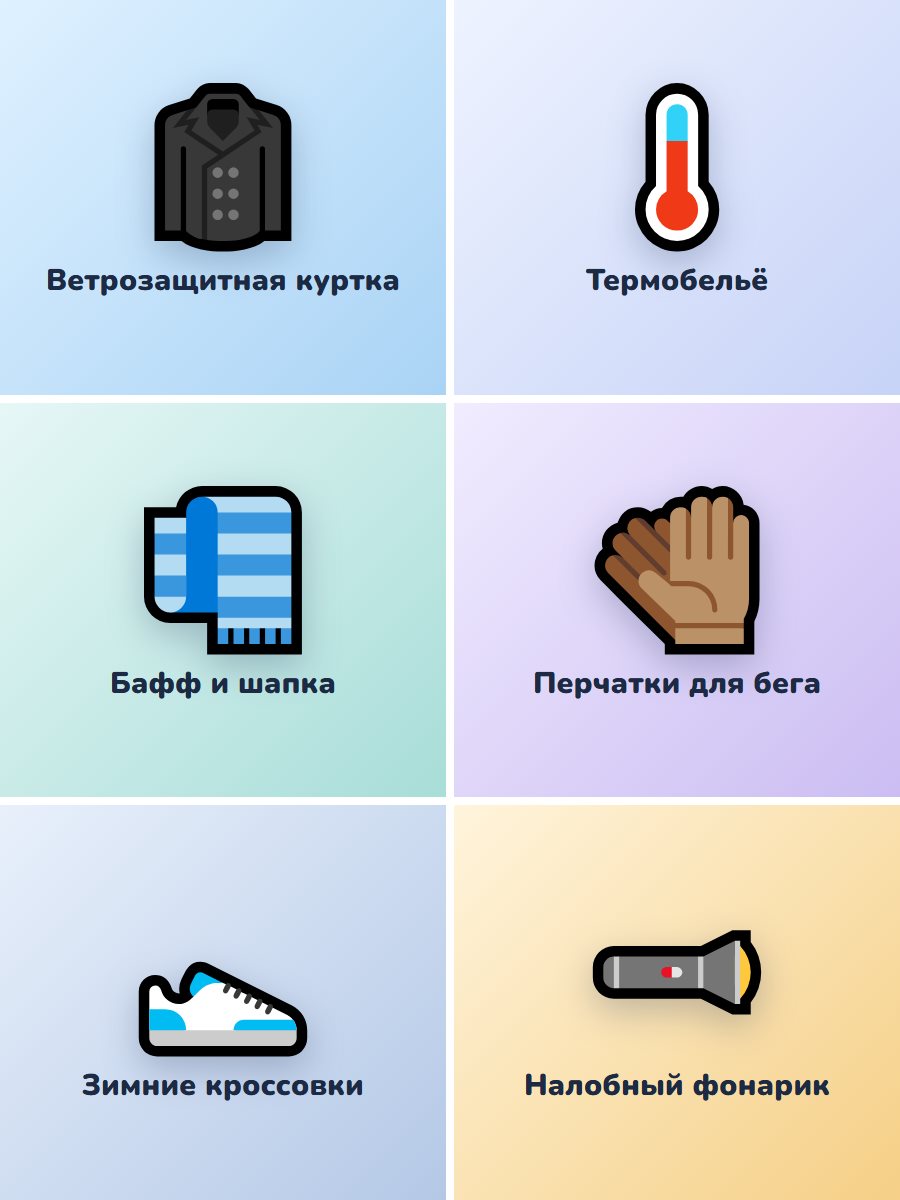 Ветрозащитная куртка
Термобельё
Бафф и шапка
Перчатки для бега
Зимние кроссовки
Налобный фонарик